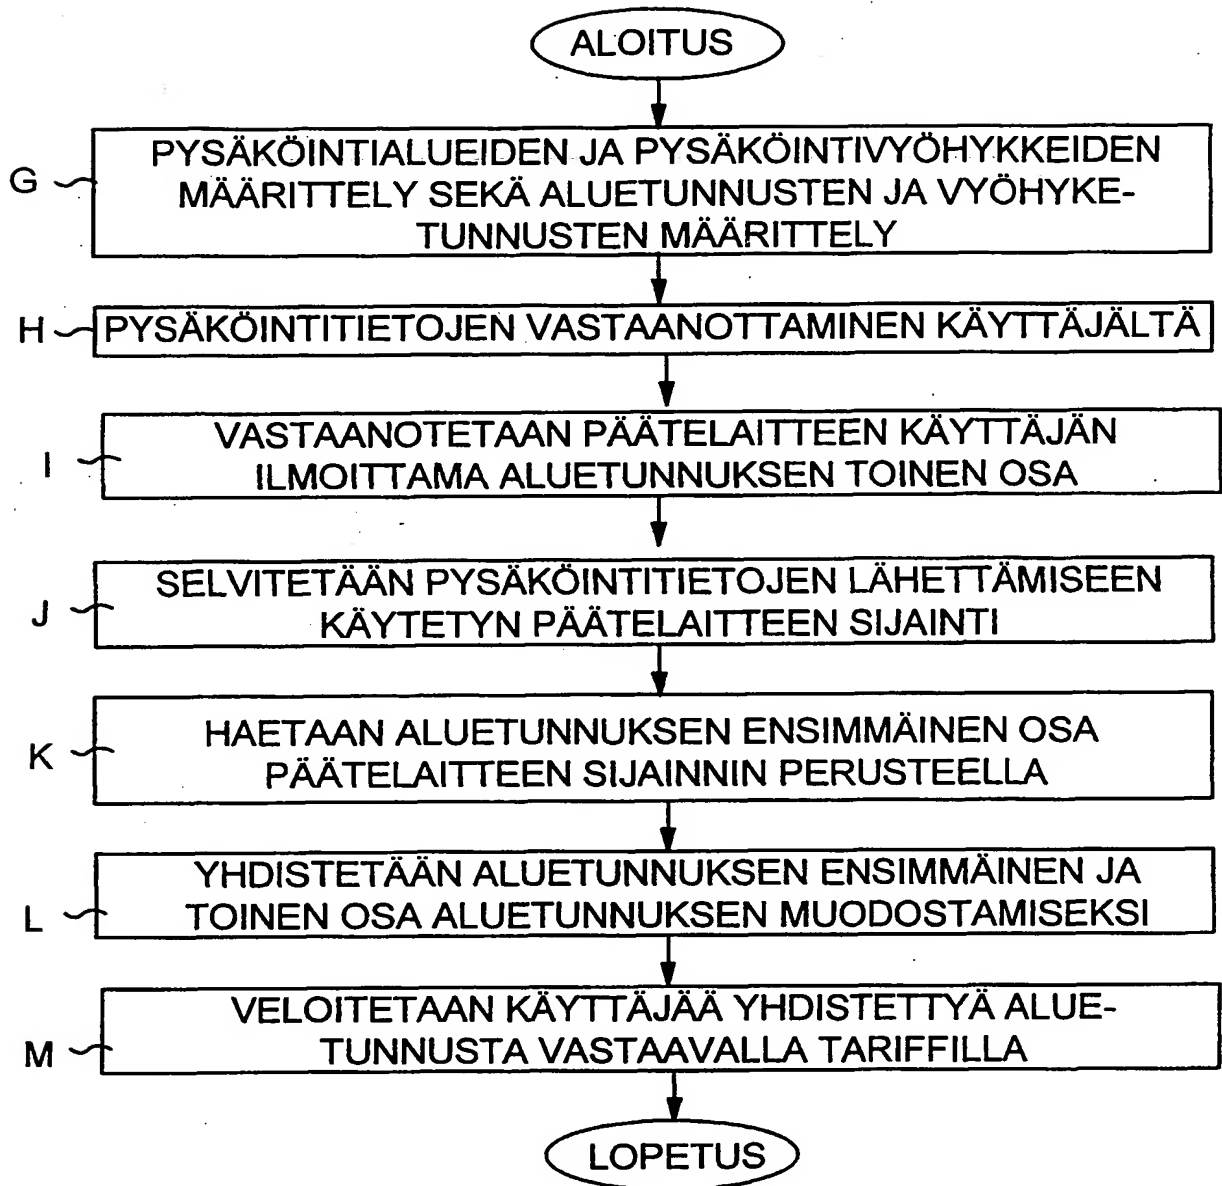 ALOITUS
G
PYSÄKÖINTIALUEIDEN JA PYSÄKÖINTIVYÖHYKKEIDEN
MÄÄRITTELY SEKÄ ALUETUNNUSTEN JA VYÖHYKE-
TUNNUSTEN MÄÄRITTELY
H
PYSÄKÖINTITIETOJEN VASTAANOTTAMINEN KÄYTTÄJÄLTÄ
I
VASTAANOTETAAN PÄÄTELAITTEEN KÄYTTÄJÄN
ILMOITTAMA ALUETUNNUKSEN TOINEN OSA
J
SELVITETÄÄN PYSÄKÖINTITIETOJEN LÄHETTÄMISEEN
KÄYTETYN PÄÄTELAITTEEN SIJAINTI
K
HAETAAN ALUETUNNUKSEN ENSIMMÄINEN OSA
PÄÄTELAITTEEN SIJAINNIN PERUSTEELLA
L
YHDISTETÄÄN ALUETUNNUKSEN ENSIMMÄINEN JA
TOINEN OSA ALUETUNNUKSEN MUODOSTAMISEKSI
M
VELOITETAAN KÄYTTÄJÄÄ YHDISTETTYÄ ALUE-
TUNNUSTA VASTAAVALLA TARIFFILLA
LOPETUS